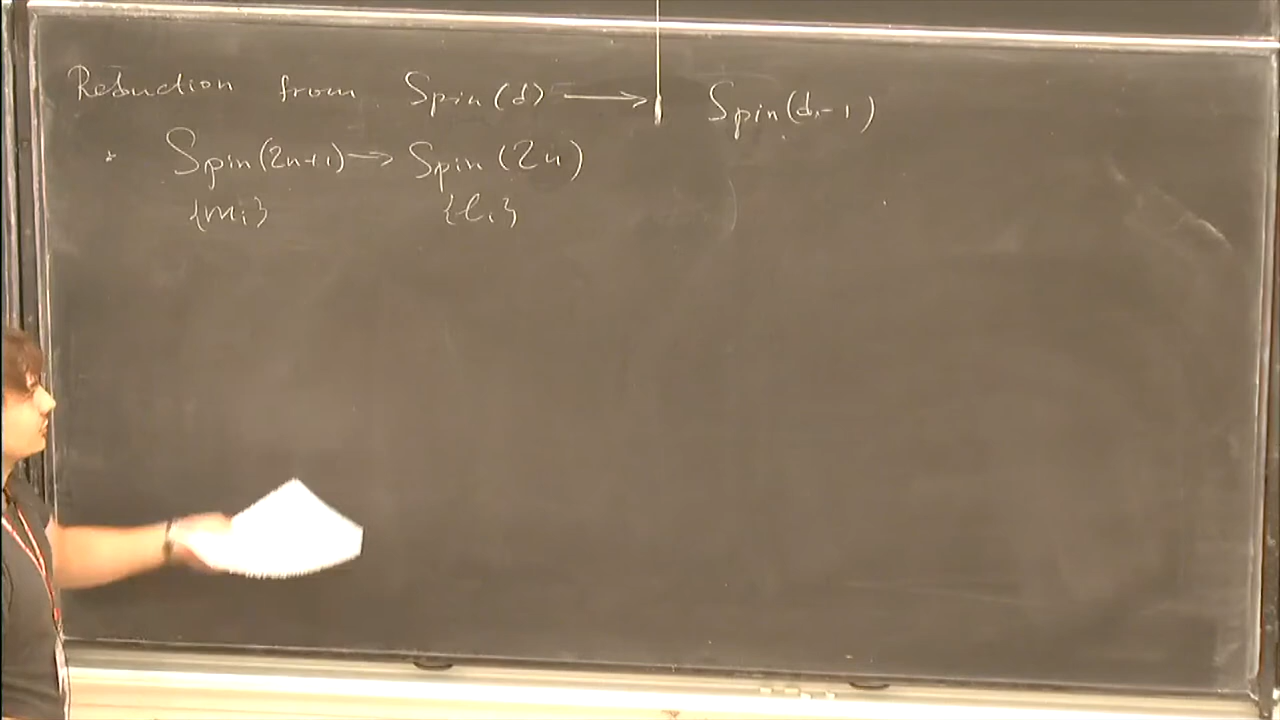 Reduction from Spin(d) ⟶ Spin(d-1)
* Spin(2n+1) → Spin(2n)
{m_i} {l_i}